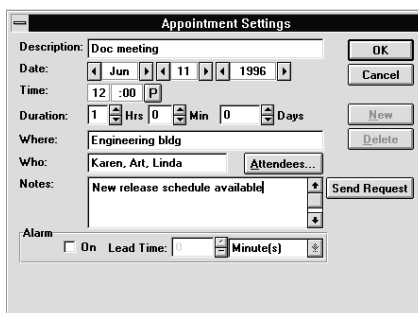 Appointment Settings
Description: Doc meeting OK
Date: Jun 11 1996 Cancel
Time: 12 :00 P
Duration: 1 Hrs 0 Min 0 Days New
Where: Engineering bldg Delete
Who: Karen, Art, Linda Attendees...
Notes: New release schedule available Send Request
Alarm
On Lead Time: 0 Minute(s)